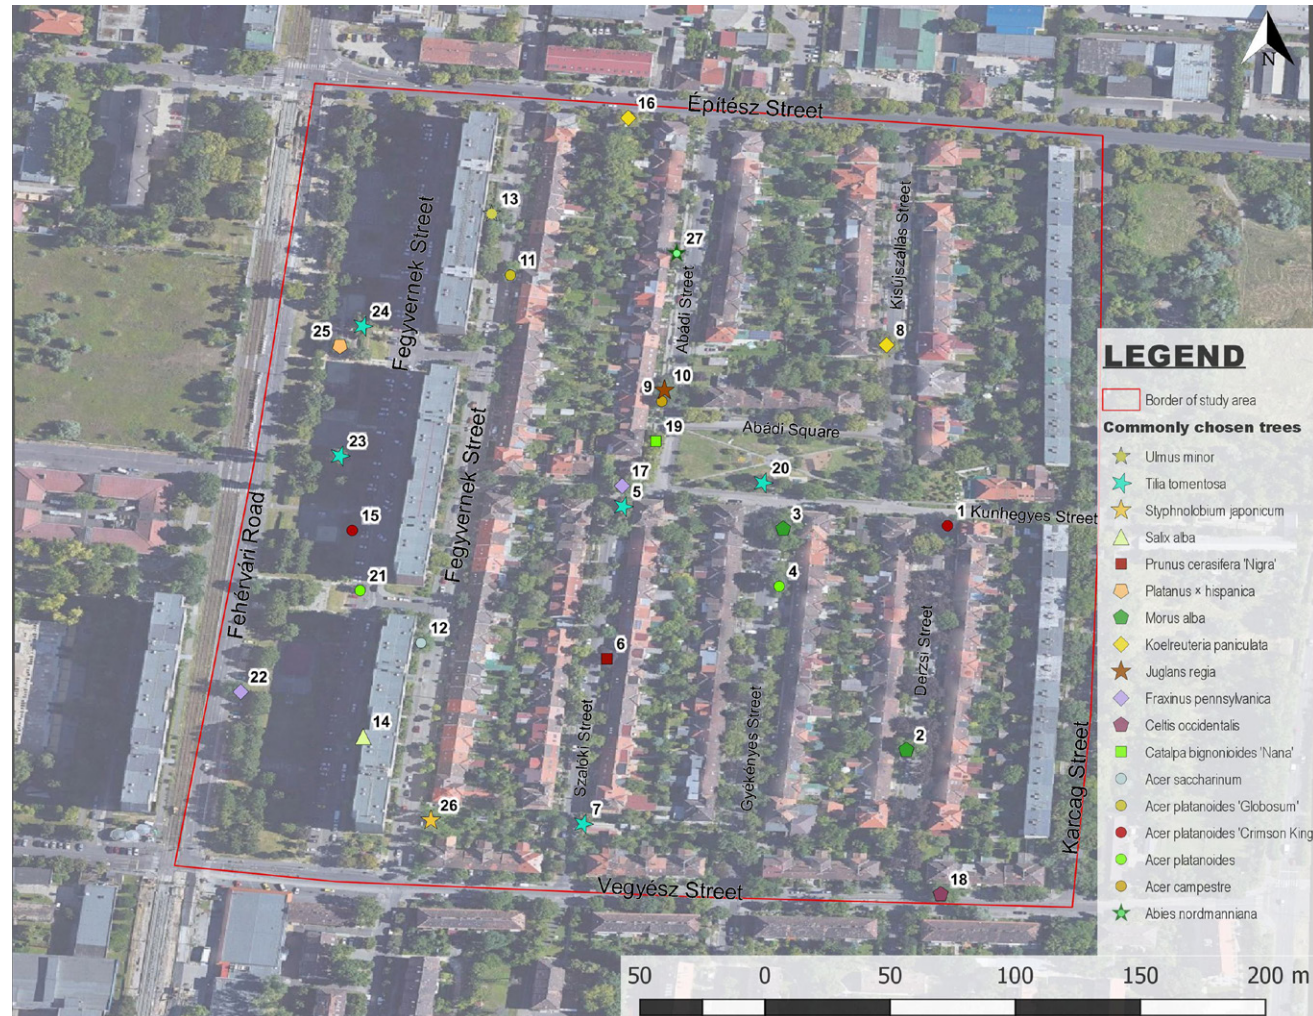 N
Építész Street
16
13
Fegyvernek Street
Kisújszállás Street
27
11
Abádi Street
24
25
8
LEGEND
Border of study area
Commonly chosen trees
Ulmus minor
Tilia tomentosa
Styphnolobium japonicum
Salix alba
Prunus cerasifera 'Nigra'
Platanus × hispanica
Morus alba
Koelreuteria paniculata
Juglans regia
Fraxinus pennsylvanica
Celtis occidentalis
Catalpa bignonioides 'Nana'
Acer saccharinum
Acer platanoides 'Globosum'
Acer platanoides 'Crimson King
Acer platanoides
Acer campestre
Abies nordmanniana
10
9
Fegyvernek Street
19
Abádi Square
23
17
20
5
3
1
Kunhegyes Street
15
Fehérvári Road
21
4
12
6
Derzsi Street
22
Szalóki Street
Gyékényes Street
14
2
Karcag Street
26
7
Vegyész Street
18
50 0 50 100 150 200 m